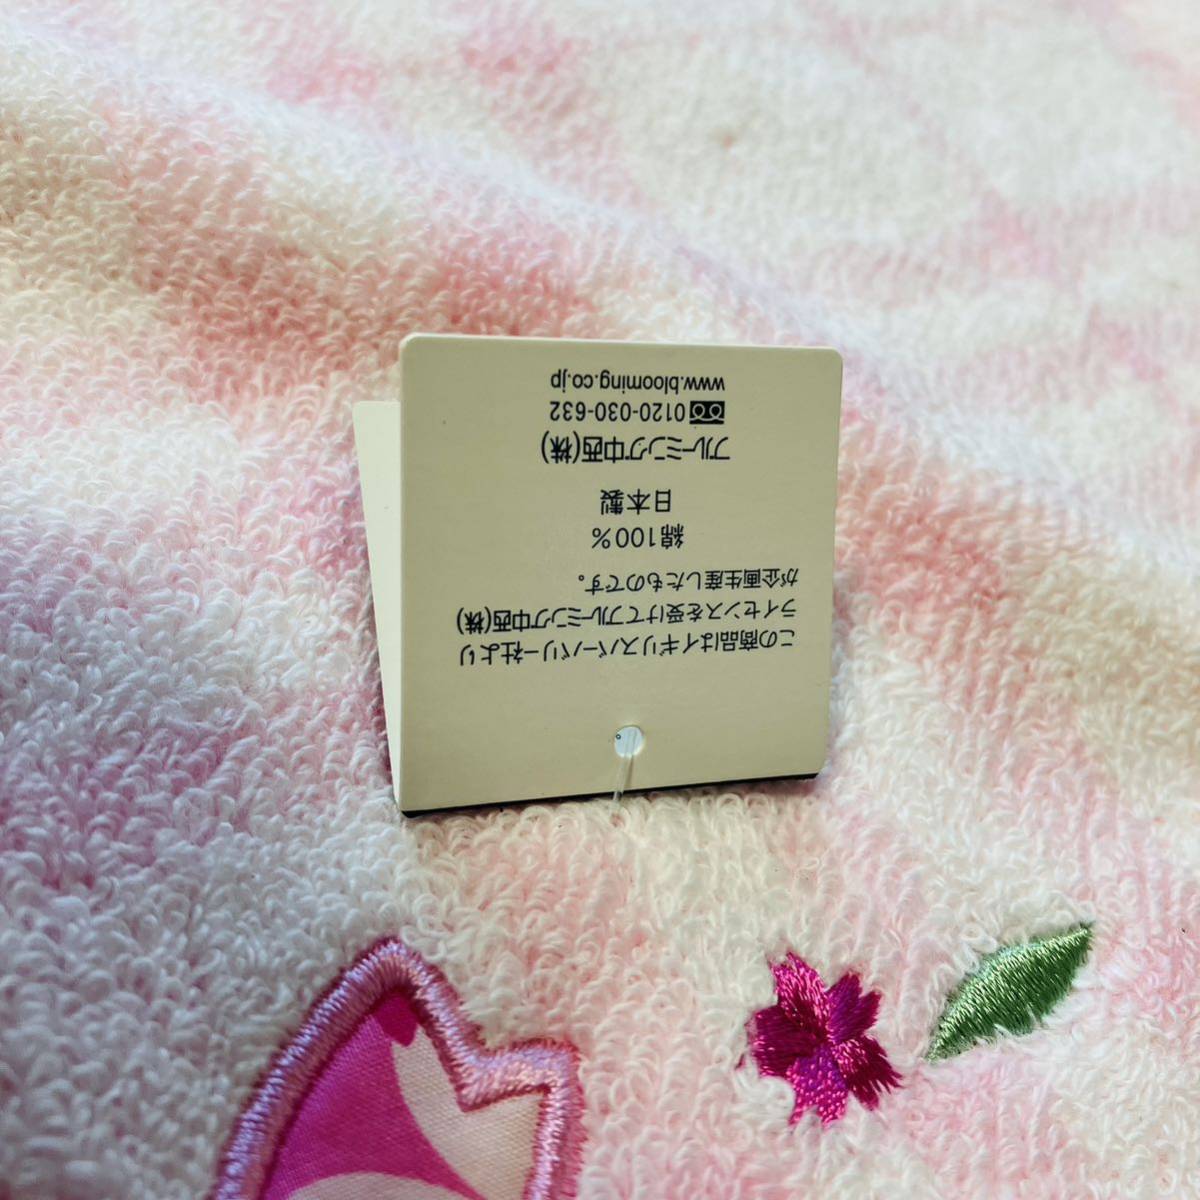 この商品はイギリスバーバリー社より
ライセンスを受けてブルーミング中西(株)
が企画生産したものです。
綿100%
日本製
ブルーミング中西(株)
0120-030-632
www.blooming.co.jp